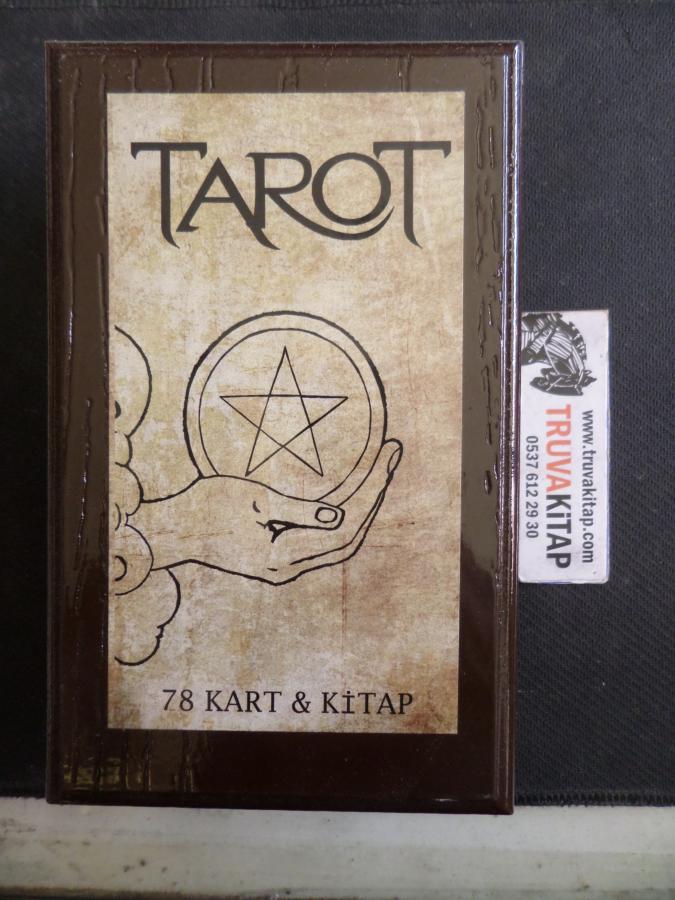 TAROT
78 KART & KİTAP
www.truvakitap.com
TRUVAKİTAP
0537 612 29 30